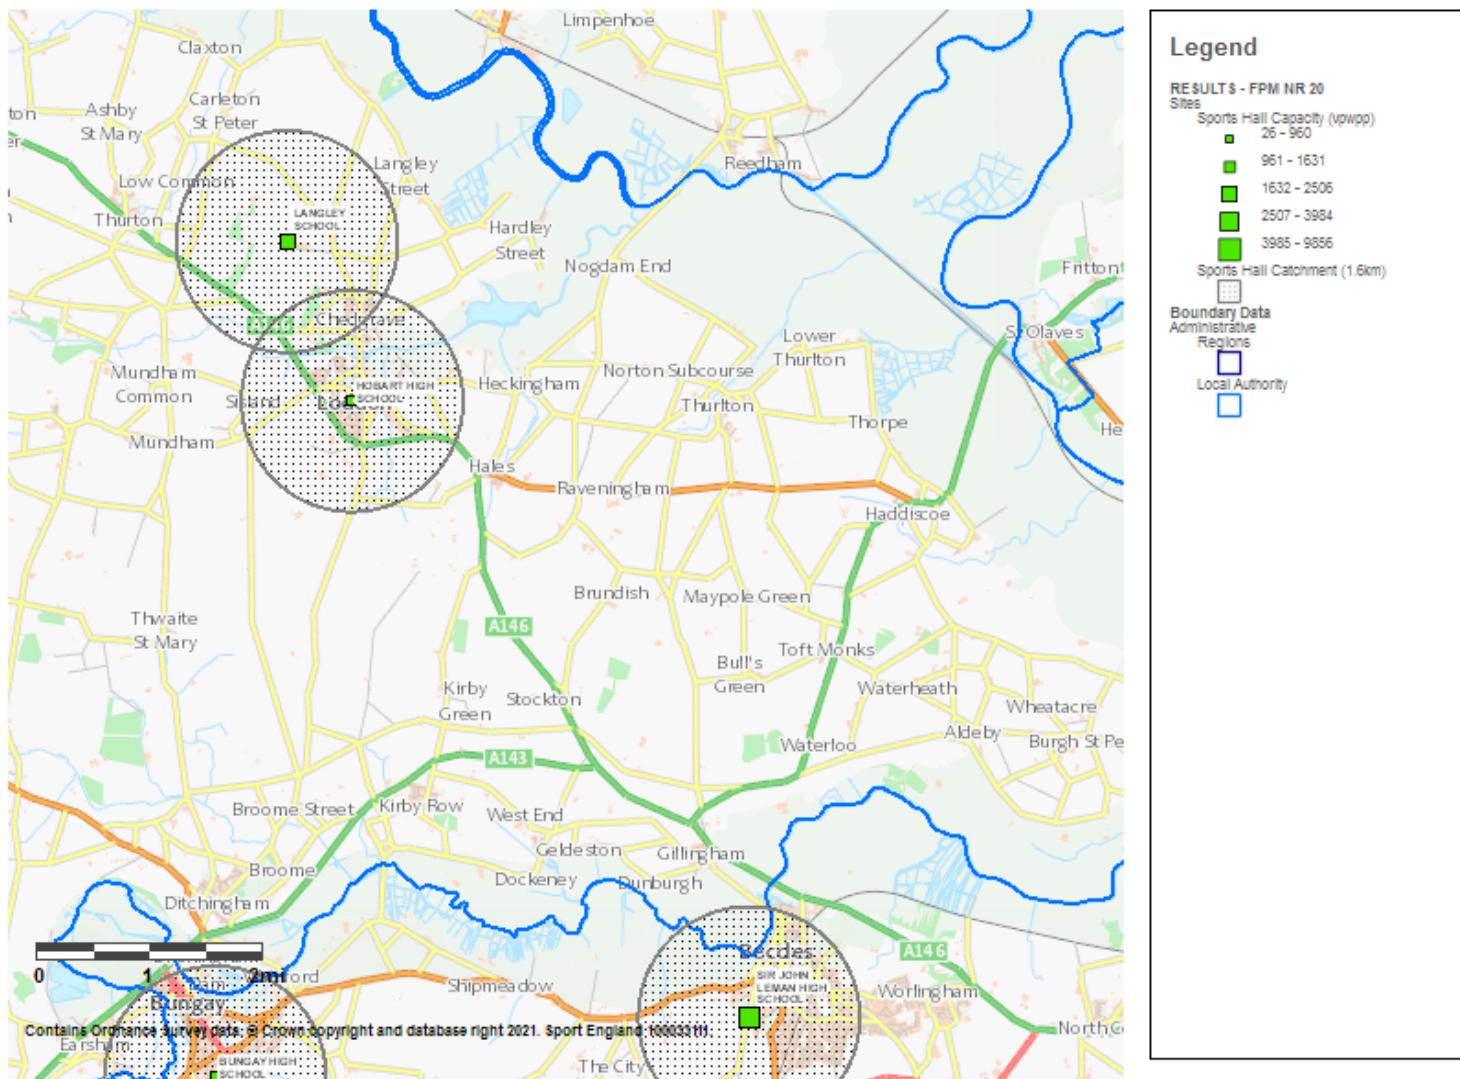 Limpenhoe
Claxton
Carleton
St Peter
Ashby
St Mary
Langley
Street
Reedham
Low Common
Thurton
LANGLEY
SCHOOL
Hardley
Street
Nogdam End
Fritton
Chedgrave
St Olaves
Lower
Thurlton
Mundham
Common
Norton Subcourse
Heckingham
HOBART HIGH
SCHOOL
Sisland
Loddon
Thurlton
Thorpe
Mundham
He
Hales
Raveningham
Haddiscoe
Brundish
Maypole Green
Thwaite
St Mary
A146
Toft Monks
Bull's
Green
Kirby
Green
Stockton
Waterheath
Wheatacre
Aldeby
Burgh St Pe
Waterloo
A143
Broome Street
Kirby Row
West End
Geldeston
Gillingham
Broome
Dockeney
Dunburgh
Ditchingham
A146
Beccles
0 1 2mi
SIR JOHN
LEMAN HIGH
SCHOOL
Shipmeadow
Worlingham
Bungay
Contains Ordnance Survey data, © Crown copyright and database right 2021. Sport England 100033111.
North Co
Earsham
BUNGAY HIGH
SCHOOL
The City
Legend
RESULTS - FPM NR 20
Sites
Sports Hall Capacity (vpwpp)
26 - 960
961 - 1631
1632 - 2506
2507 - 3984
3985 - 9856
Sports Hall Catchment (1.6km)
Boundary Data
Administrative
Regions
Local Authority